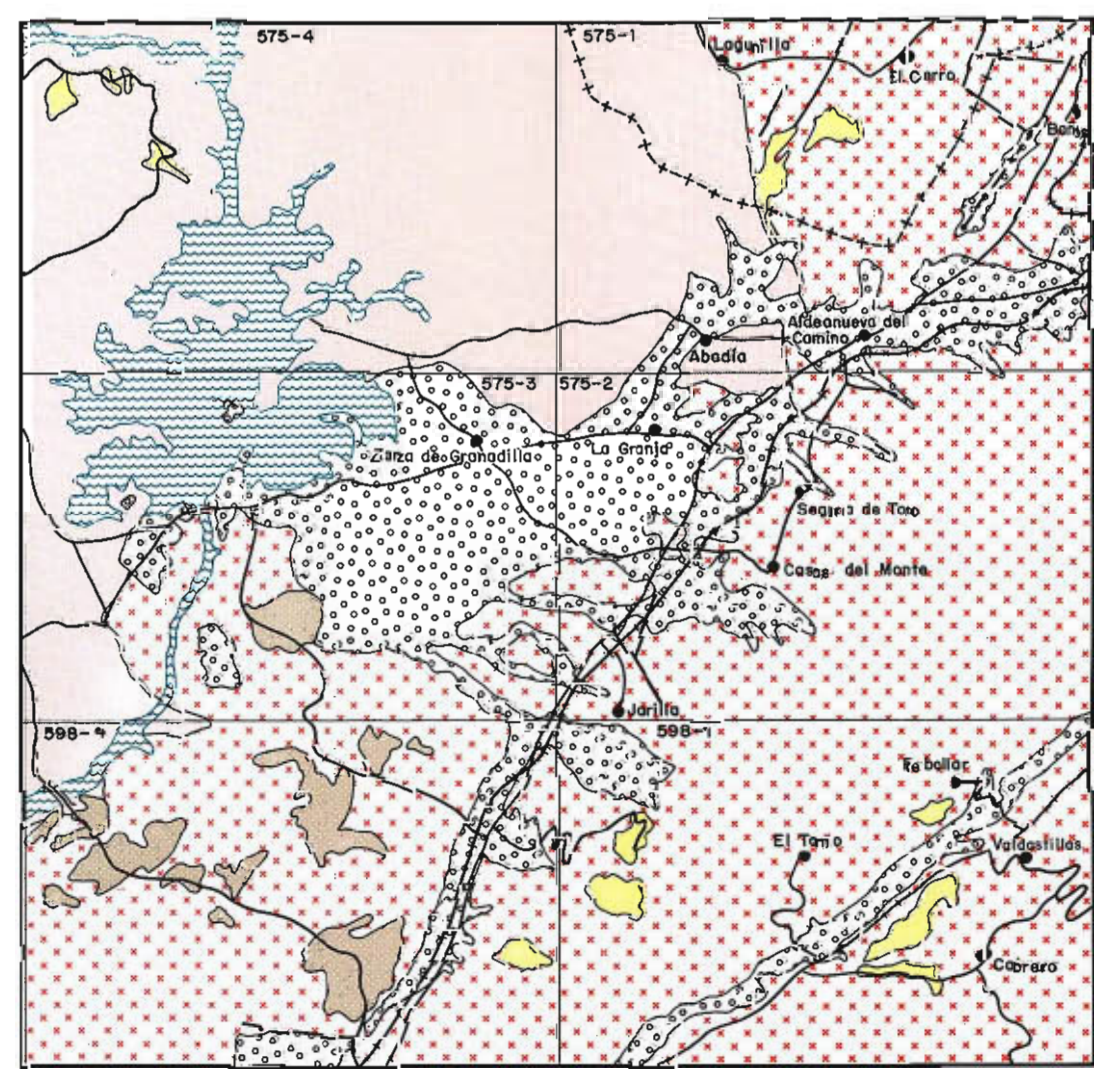 575-4
575-1
Lagunilla
El Cerro
575-3
575-2
Aldeanueva del
Camino
Abadía
Zarza de Granadilla
La Granja
Segura de Toro
Casas del Monte
Jarilla
598-4
598-1
El Torno
Valdastillas
Cabrero